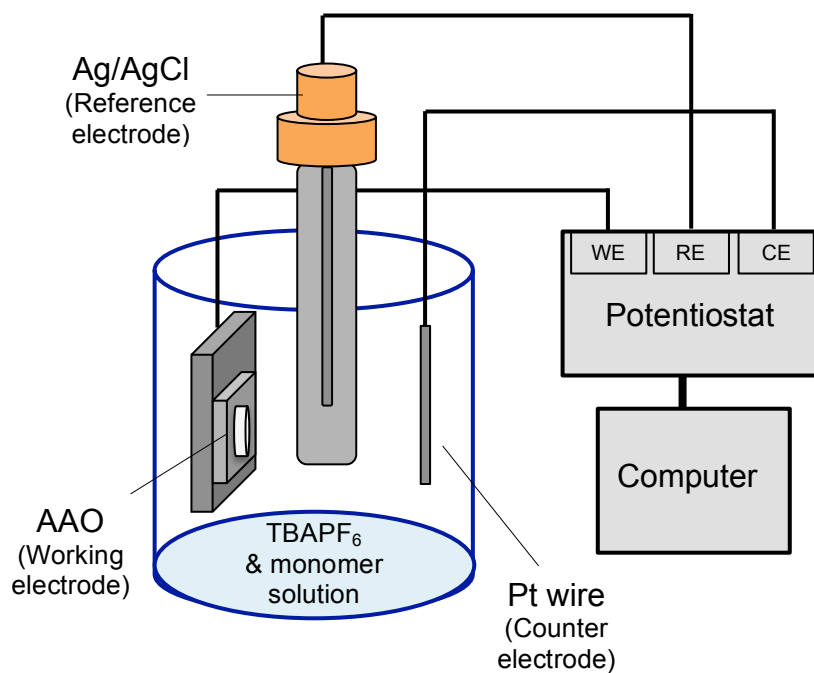 Ag/AgCl
(Reference
electrode)
WE
RE
CE
Potentiostat
Computer
AAO
(Working
electrode)
TBAPF₆
& monomer
solution
Pt wire
(Counter
electrode)